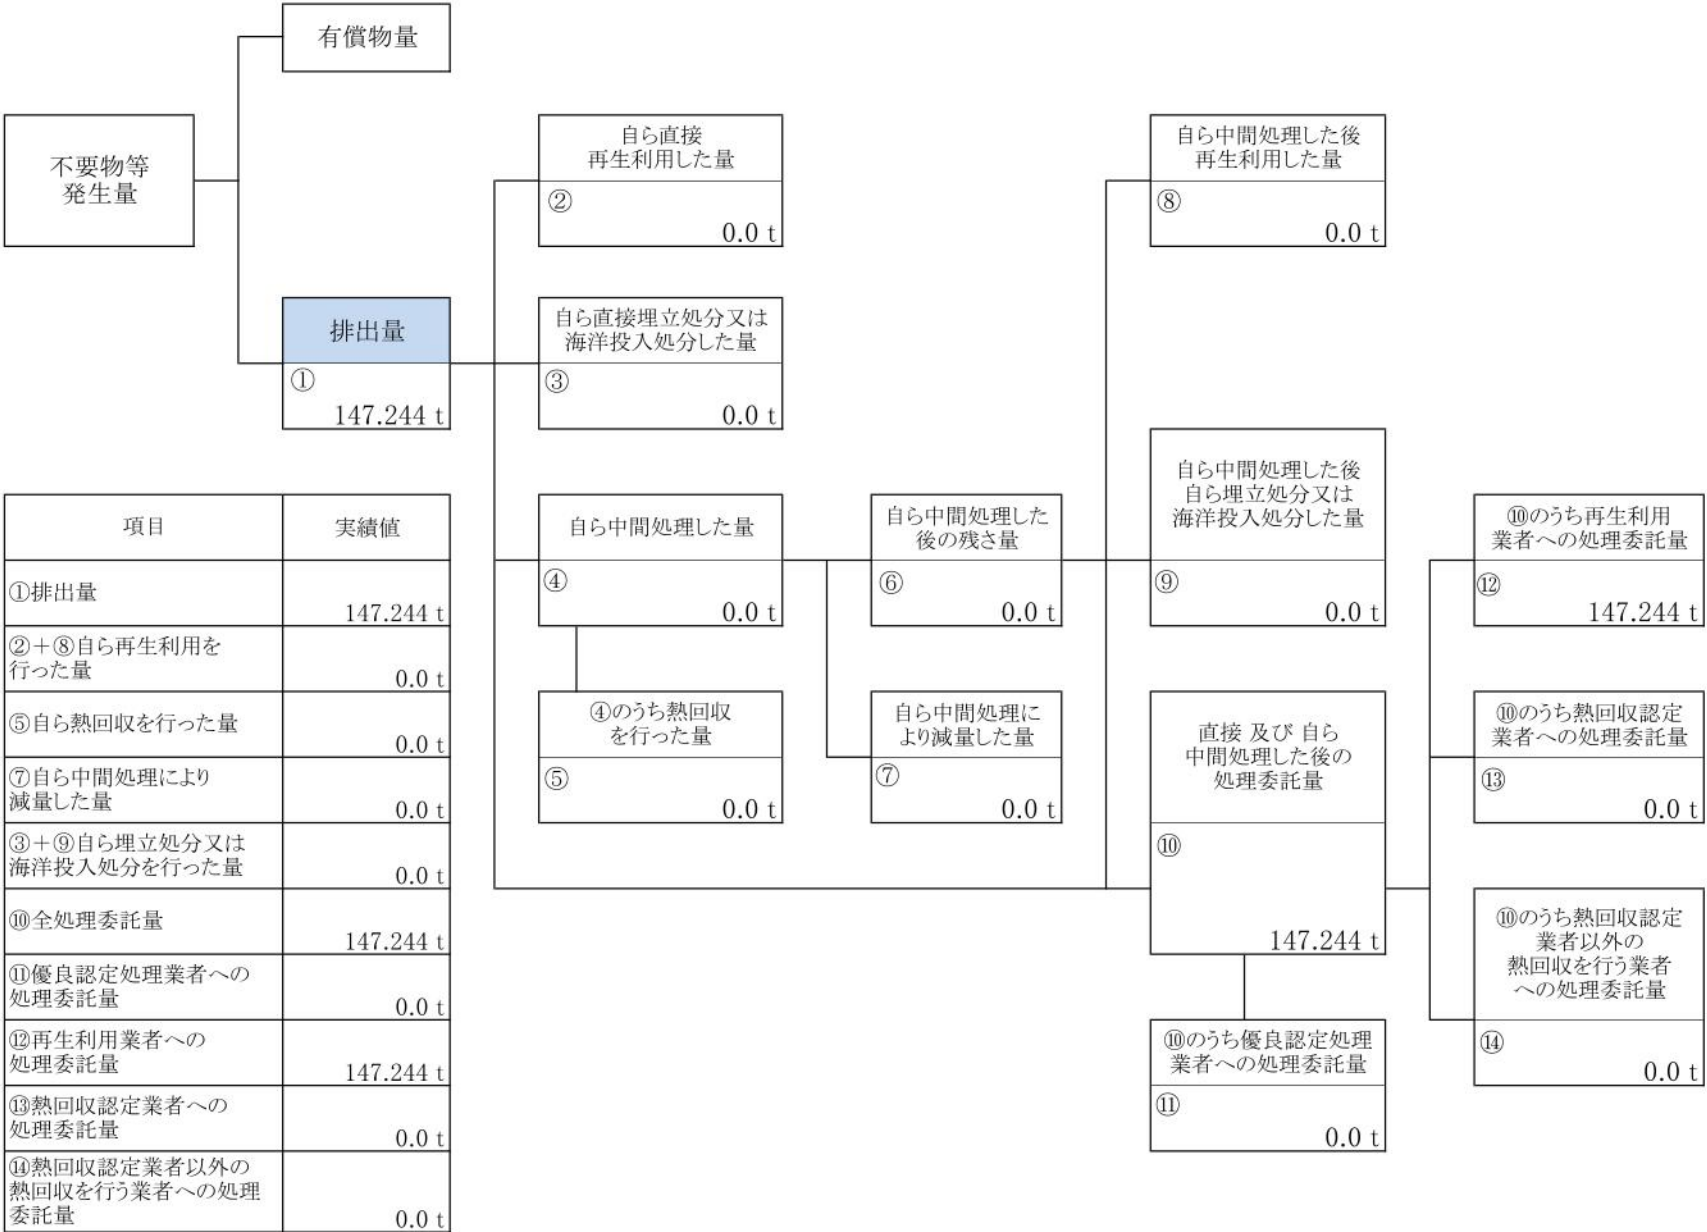 有償物量
不要物等
発生量
排出量
①
147.244 t
自ら直接
再生利用した量
②
0.0 t
自ら直接埋立処分又は
海洋投入処分した量
③
0.0 t
自ら中間処理した量
④
0.0 t
④のうち熱回収
を行った量
⑤
0.0 t
自ら中間処理した
後の残さ量
⑥
0.0 t
自ら中間処理に
より減量した量
⑦
0.0 t
自ら中間処理した後
再生利用した量
⑧
0.0 t
自ら中間処理した後
自ら埋立処分又は
海洋投入処分した量
⑨
0.0 t
直接 及び 自ら
中間処理した後の
処理委託量
⑩
147.244 t
⑩のうち優良認定処理
業者への処理委託量
⑪
0.0 t
⑩のうち再生利用
業者への処理委託量
⑫
147.244 t
⑩のうち熱回収認定
業者への処理委託量
⑬
0.0 t
⑩のうち熱回収認定
業者以外の
熱回収を行う業者
への処理委託量
⑭
0.0 t
項目
実績値
①排出量
147.244 t
②＋⑧自ら再生利用を
行った量
0.0 t
⑤自ら熱回収を行った量
0.0 t
⑦自ら中間処理により
減量した量
0.0 t
③＋⑨自ら埋立処分又は
海洋投入処分を行った量
0.0 t
⑩全処理委託量
147.244 t
⑪優良認定処理業者への
処理委託量
0.0 t
⑫再生利用業者への
処理委託量
147.244 t
⑬熱回収認定業者への
処理委託量
0.0 t
⑭熱回収認定業者以外の
熱回収を行う業者への処理
委託量
0.0 t